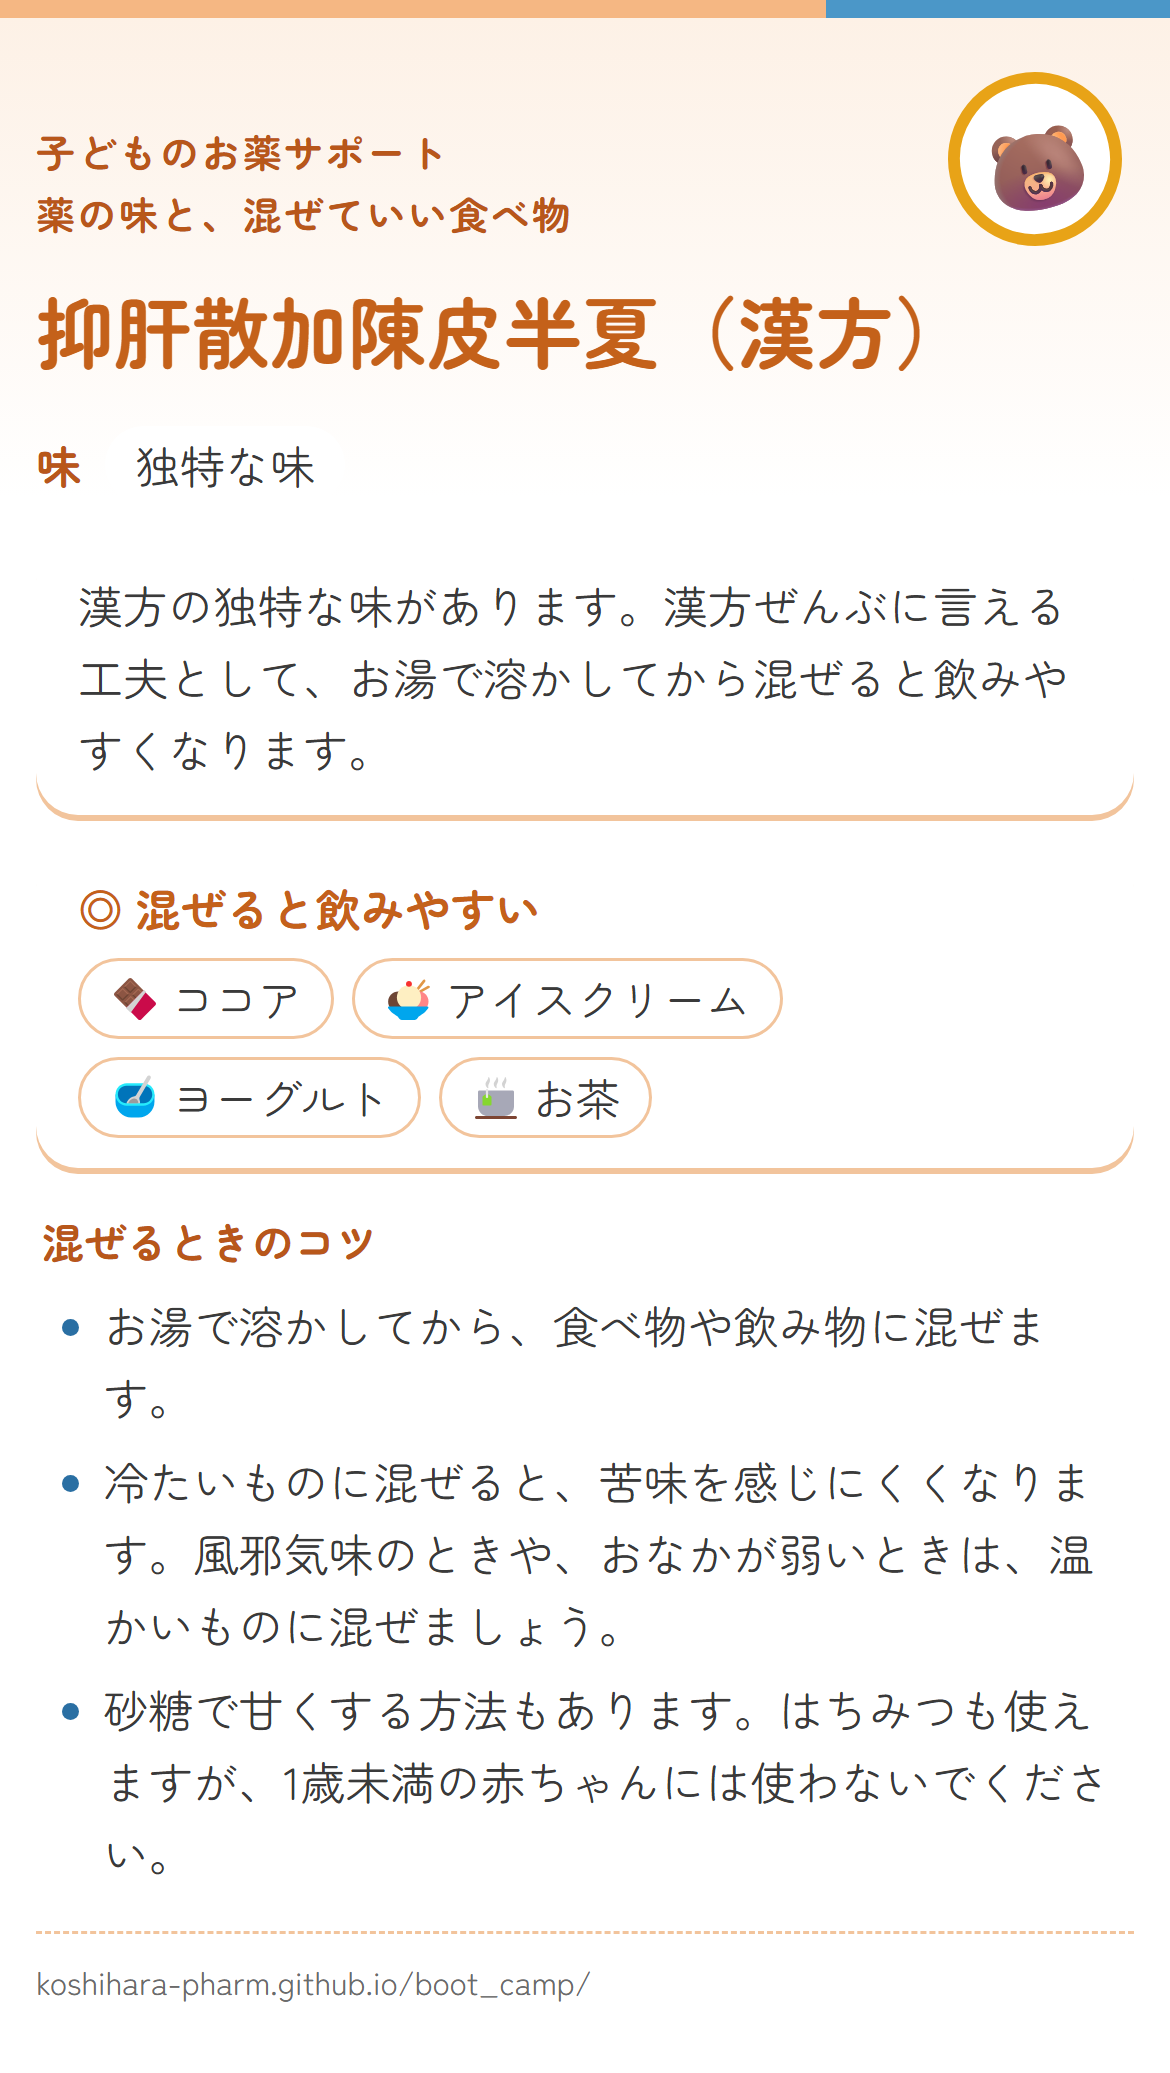 子どものお薬サポート
薬の味と、混ぜていい食べ物
抑肝散加陳皮半夏（漢方）
味 独特な味
漢方の独特な味があります。漢方ぜんぶに言える
工夫として、お湯で溶かしてから混ぜると飲みや
すくなります。
◎ 混ぜると飲みやすい
ココア アイスクリーム
ヨーグルト お茶
混ぜるときのコツ
お湯で溶かしてから、食べ物や飲み物に混ぜま
す。
冷たいものに混ぜると、苦味を感じにくくなりま
す。風邪気味のときや、おなかが弱いときは、温
かいものに混ぜましょう。
砂糖で甘くする方法もあります。はちみつも使え
ますが、1歳未満の赤ちゃんには使わないでくださ
い。
koshihara-pharm.github.io/boot_camp/